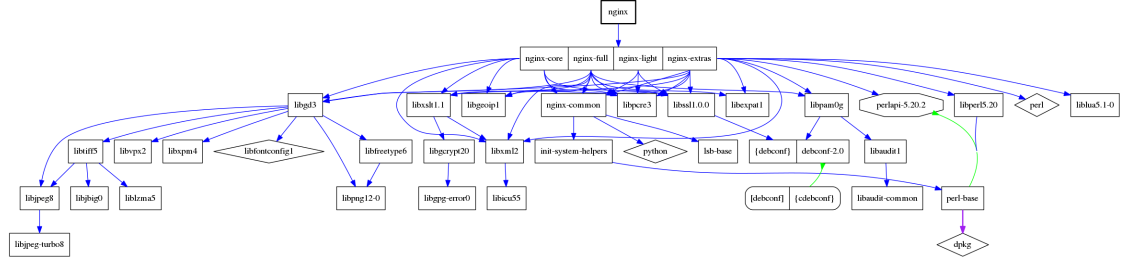 nginx
nginx-core nginx-full nginx-light nginx-extras
libgd3 libxslt1.1 libgeoip1 nginx-common libpcre3 libssl1.0.0 libexpat1 libpam0g perlapi-5.20.2 libperl5.20 perl liblua5.1-0
libtiff5 libvpx2 libxpm4 libfontconfig1 libfreetype6 libgcrypt20 libxml2 init-system-helpers python lsb-base {debconf} debconf-2.0 libaudit1
libjpeg8 libjbig0 liblzma5 libpng12-0 libgpg-error0 libicu55 [debconf] {cdebconf} libaudit-common perl-base
libjpeg-turbo8 dpkg